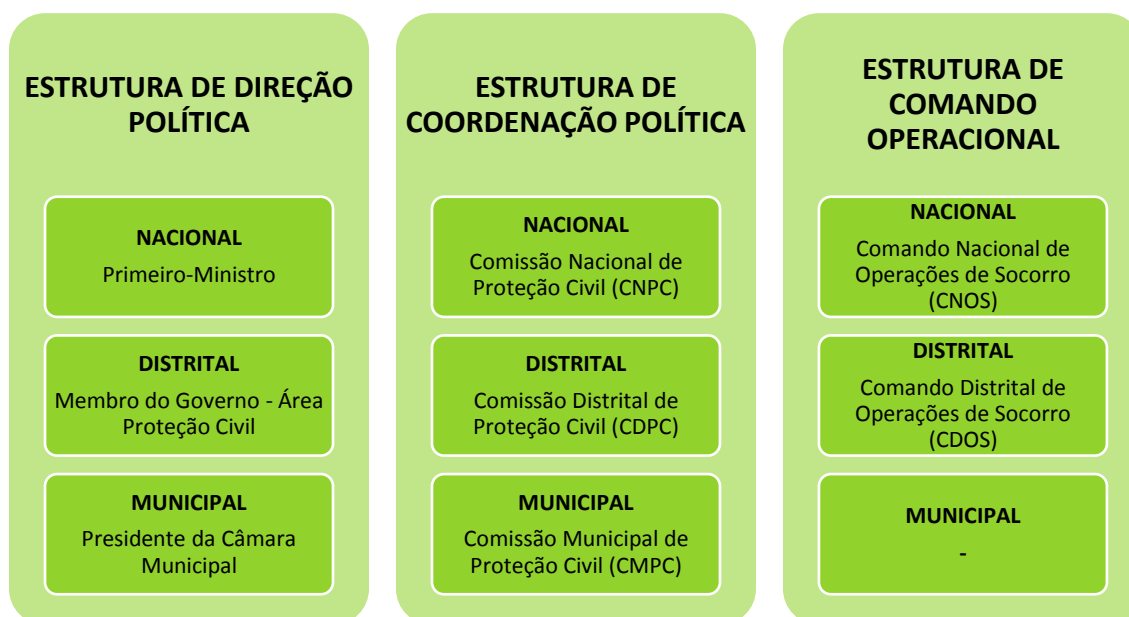 ESTRUTURA DE DIREÇÃO
POLÍTICA
NACIONAL
Primeiro-Ministro
DISTRITAL
Membro do Governo - Área
Proteção Civil
MUNICIPAL
Presidente da Câmara
Municipal
ESTRUTURA DE
COORDENAÇÃO POLÍTICA
NACIONAL
Comissão Nacional de
Proteção Civil (CNPC)
DISTRITAL
Comissão Distrital de
Proteção Civil (CDPC)
MUNICIPAL
Comissão Municipal de
Proteção Civil (CMPC)
ESTRUTURA DE
COMANDO
OPERACIONAL
NACIONAL
Comando Nacional de
Operações de Socorro
(CNOS)
DISTRITAL
Comando Distrital de
Operações de Socorro
(CDOS)
MUNICIPAL
-